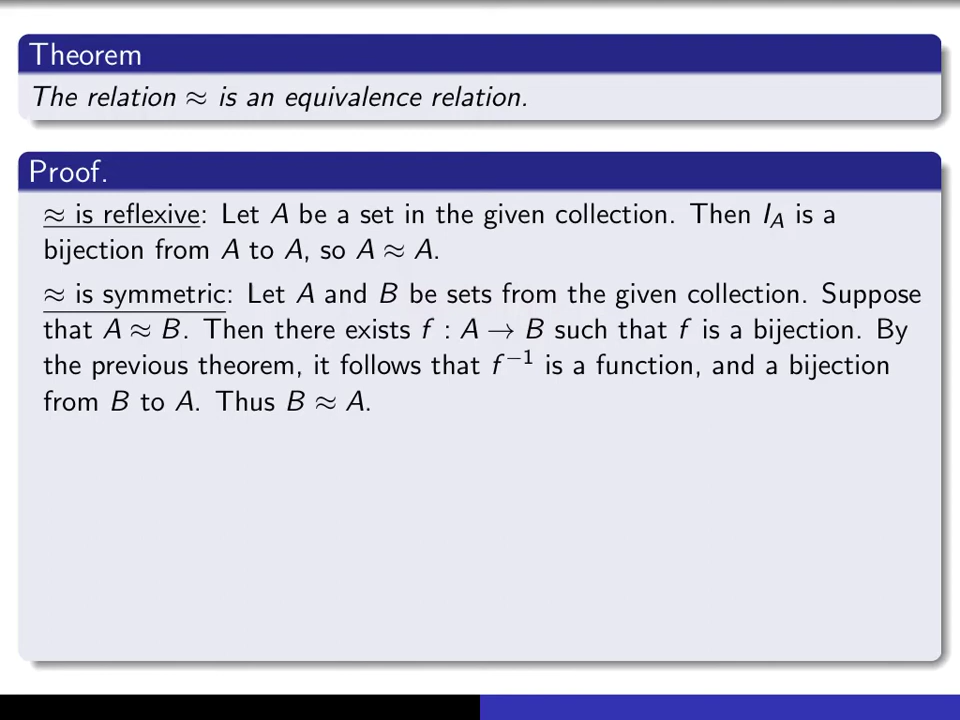 Theorem
The relation ≈ is an equivalence relation.
Proof.
≈ is reflexive: Let A be a set in the given collection. Then I_A is a
bijection from A to A, so A ≈ A.
≈ is symmetric: Let A and B be sets from the given collection. Suppose
that A ≈ B. Then there exists f : A → B such that f is a bijection. By
the previous theorem, it follows that f⁻¹ is a function, and a bijection
from B to A. Thus B ≈ A.